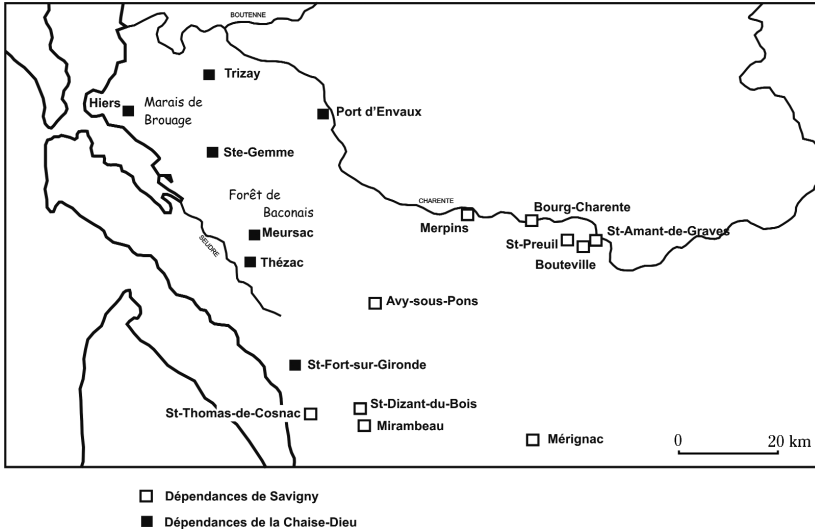 BOUTENNE
Trizay
Hiers
Marais de
Brouage
Port d'Envaux
Ste-Gemme
Forêt de
Baconais
CHARENTE
Merpins
Bourg-Charente
St-Amant-de-Graves
St-Preuil
Bouteville
Meursac
SEUDRE
Thézac
Avy-sous-Pons
St-Fort-sur-Gironde
St-Thomas-de-Cosnac
St-Dizant-du-Bois
Mirambeau
Mérignac
0 20 km
Dépendances de Savigny
Dépendances de la Chaise-Dieu